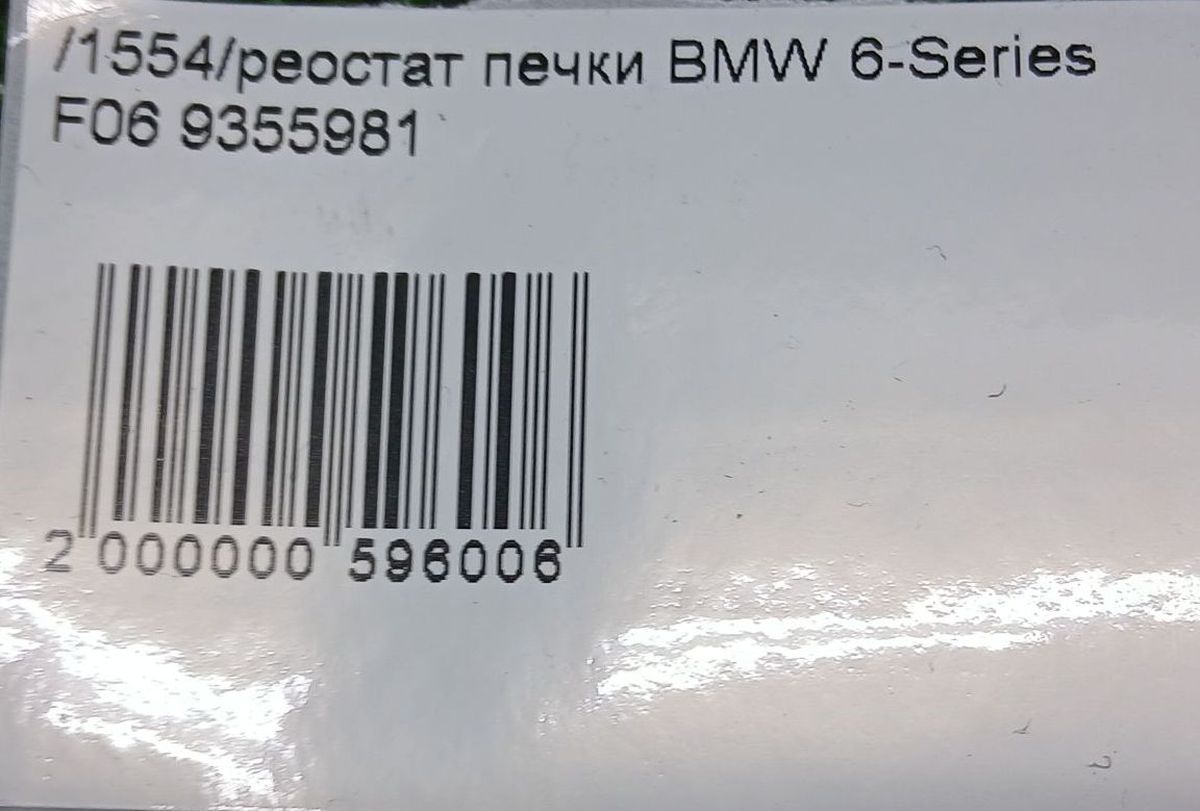 /1554/реостат печки BMW 6-Series
F06 9355981
2 000000 596006